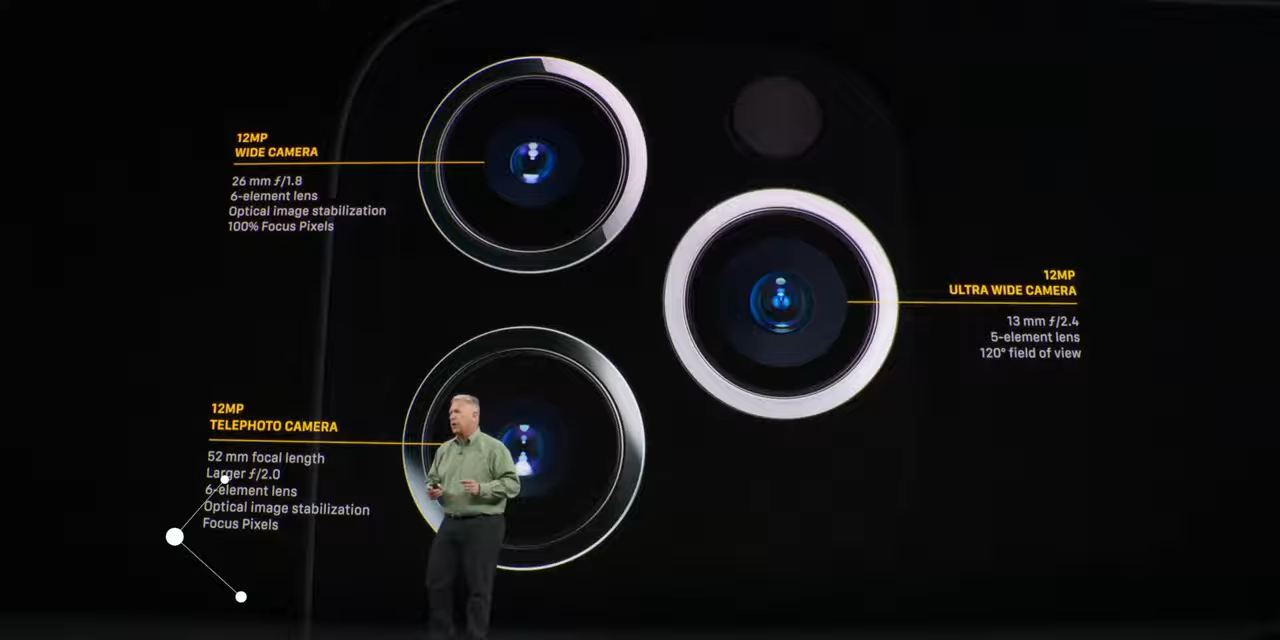 12MP
WIDE CAMERA
26 mm ƒ/1.8
6-element lens
Optical image stabilization
100% Focus Pixels
12MP
ULTRA WIDE CAMERA
13 mm ƒ/2.4
5-element lens
120° field of view
12MP
TELEPHOTO CAMERA
52 mm focal length
Larger ƒ/2.0
6-element lens
Optical image stabilization
Focus Pixels